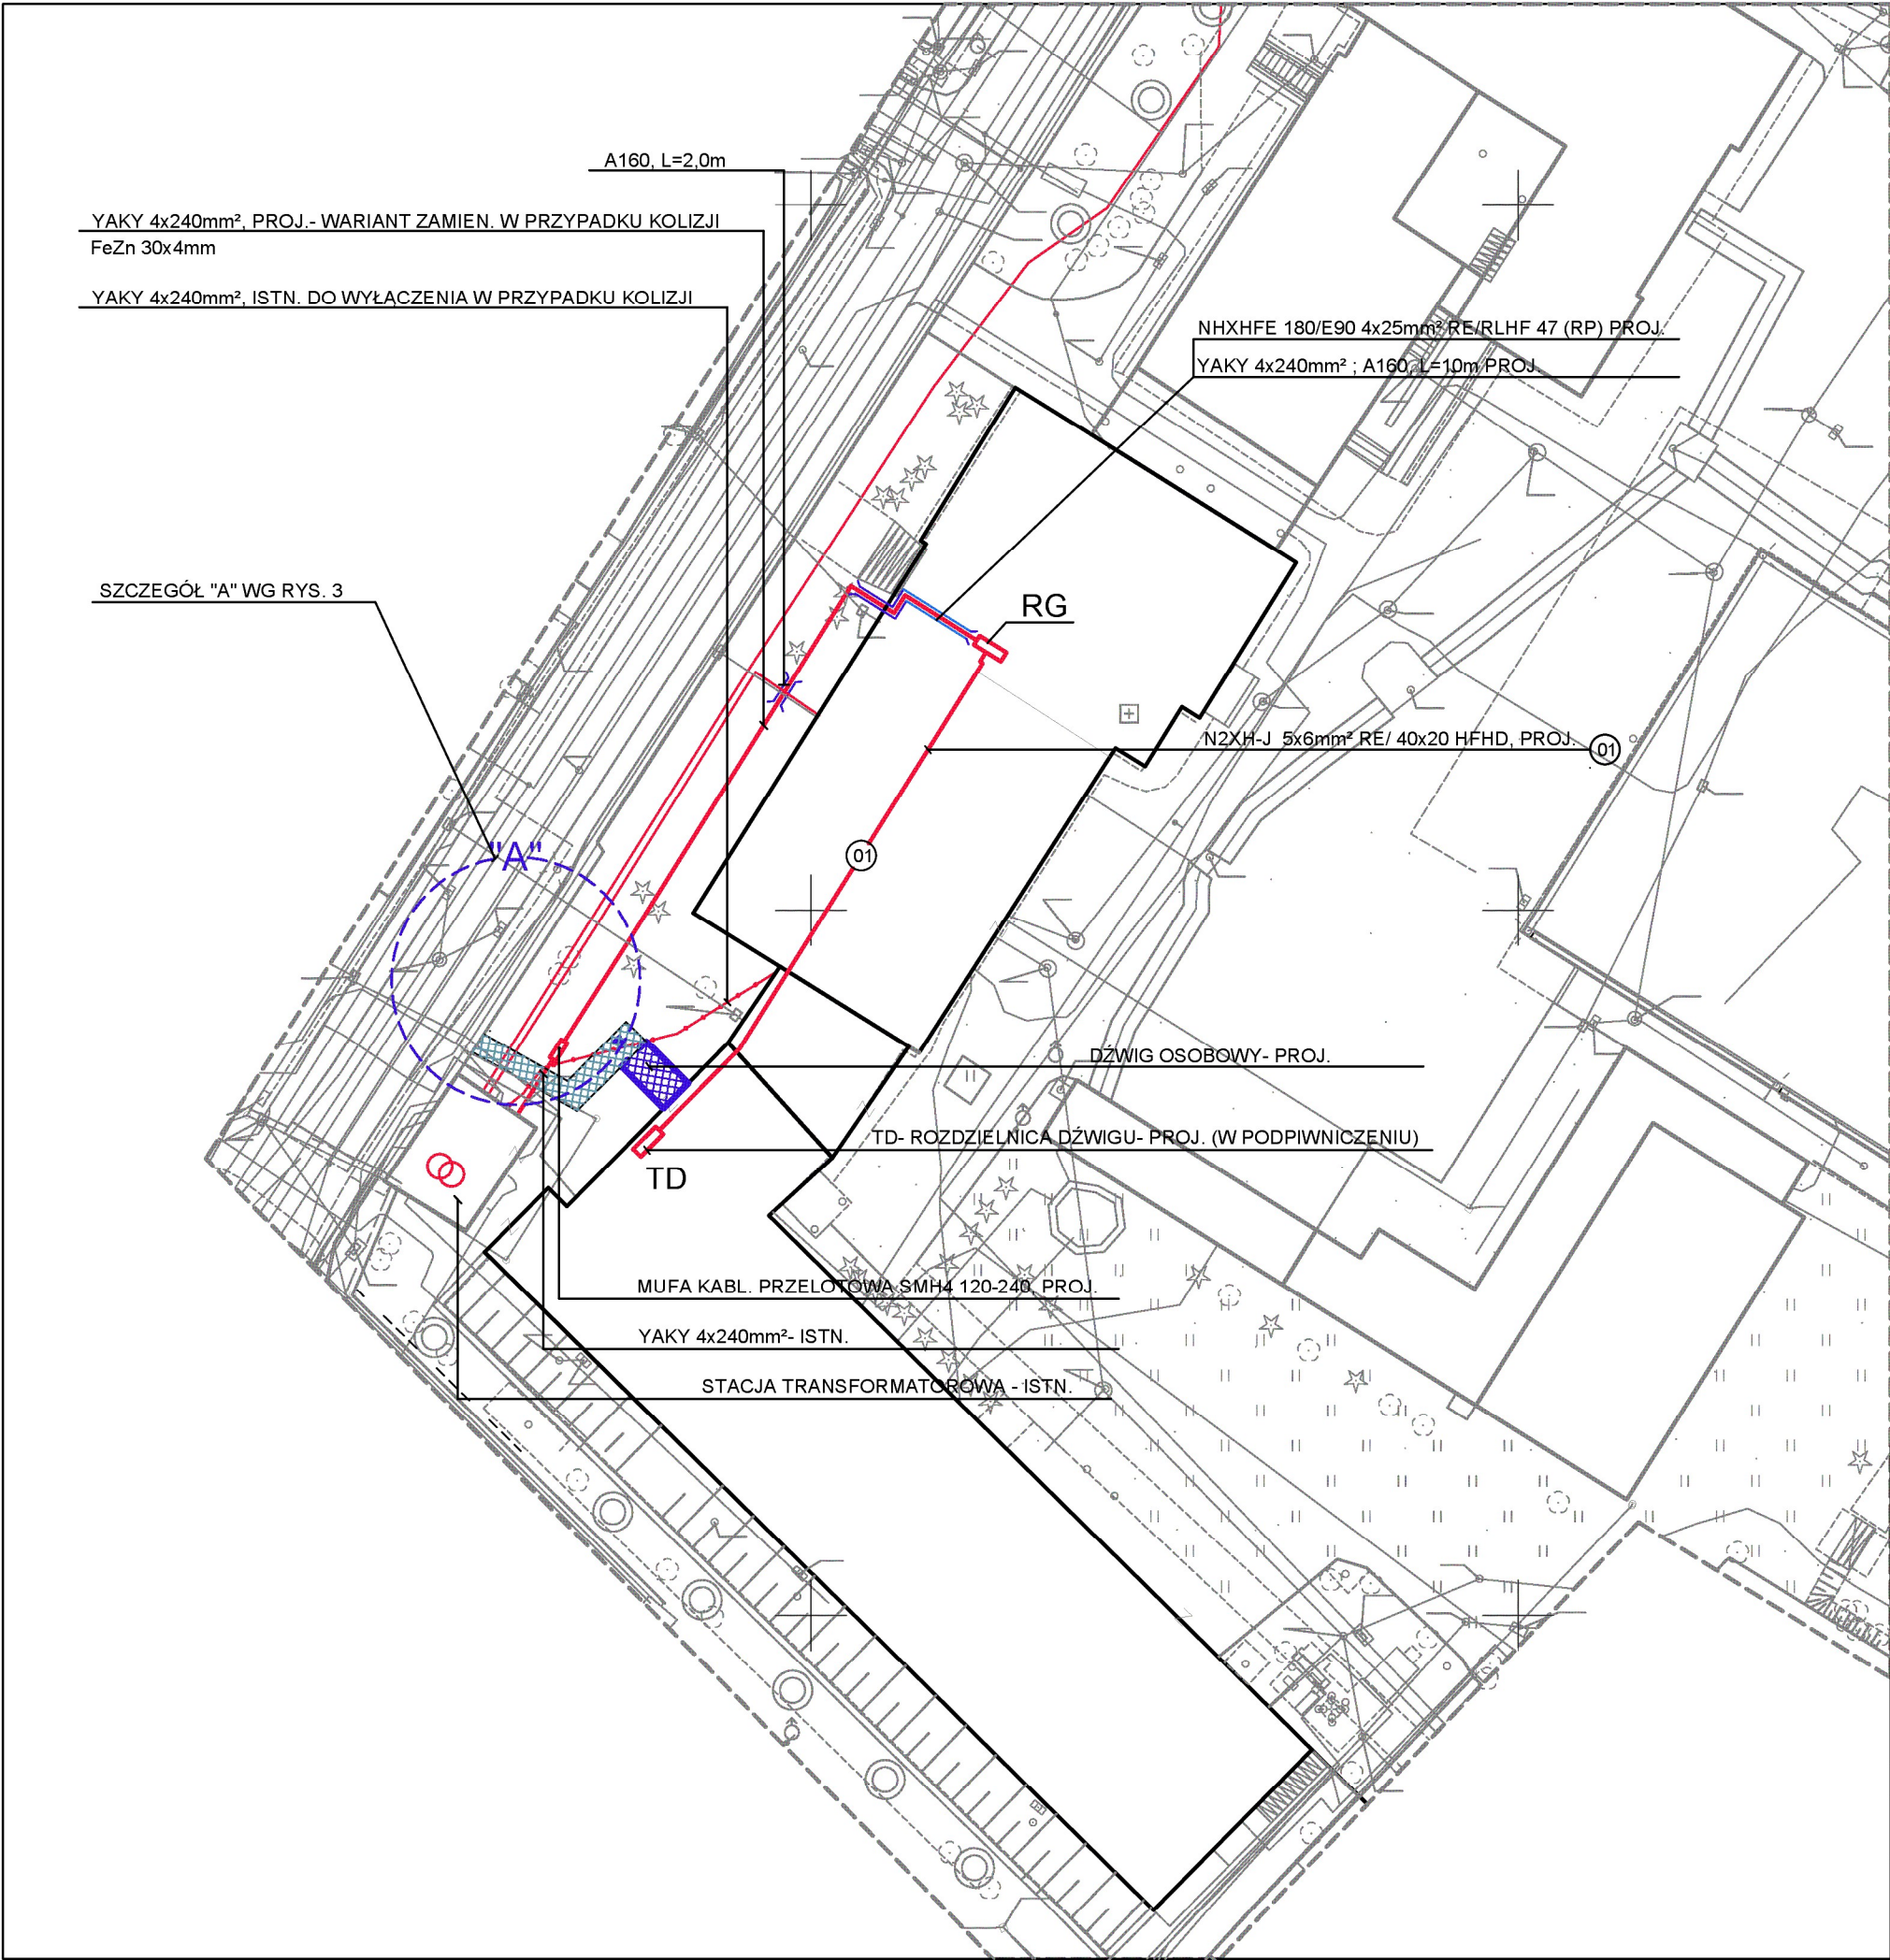 A160, L=2,0m
YAKY 4x240mm², PROJ.- WARIANT ZAMIEN. W PRZYPADKU KOLIZJI
FeZn 30x4mm
YAKY 4x240mm², ISTN. DO WYŁĄCZENIA W PRZYPADKU KOLIZJI
NHXHFE 180/E90 4x25mm² RE/RLHF 47 (RP) PROJ.
YAKY 4x240mm² ; A160, L=10m PROJ.
SZCZEGÓŁ "A" WG RYS. 3
RG
N2XH-J 5x6mm² RE/ 40x20 HFHD, PROJ.
01
01
"A"
DŹWIG OSOBOWY- PROJ.
TD- ROZDZIELNICA DŹWIGU- PROJ. (W PODPIWNICZENIU)
TD
MUFA KABL. PRZELOTOWA SMH4 120-240, PROJ.
YAKY 4x240mm²- ISTN.
STACJA TRANSFORMATOROWA - ISTN.